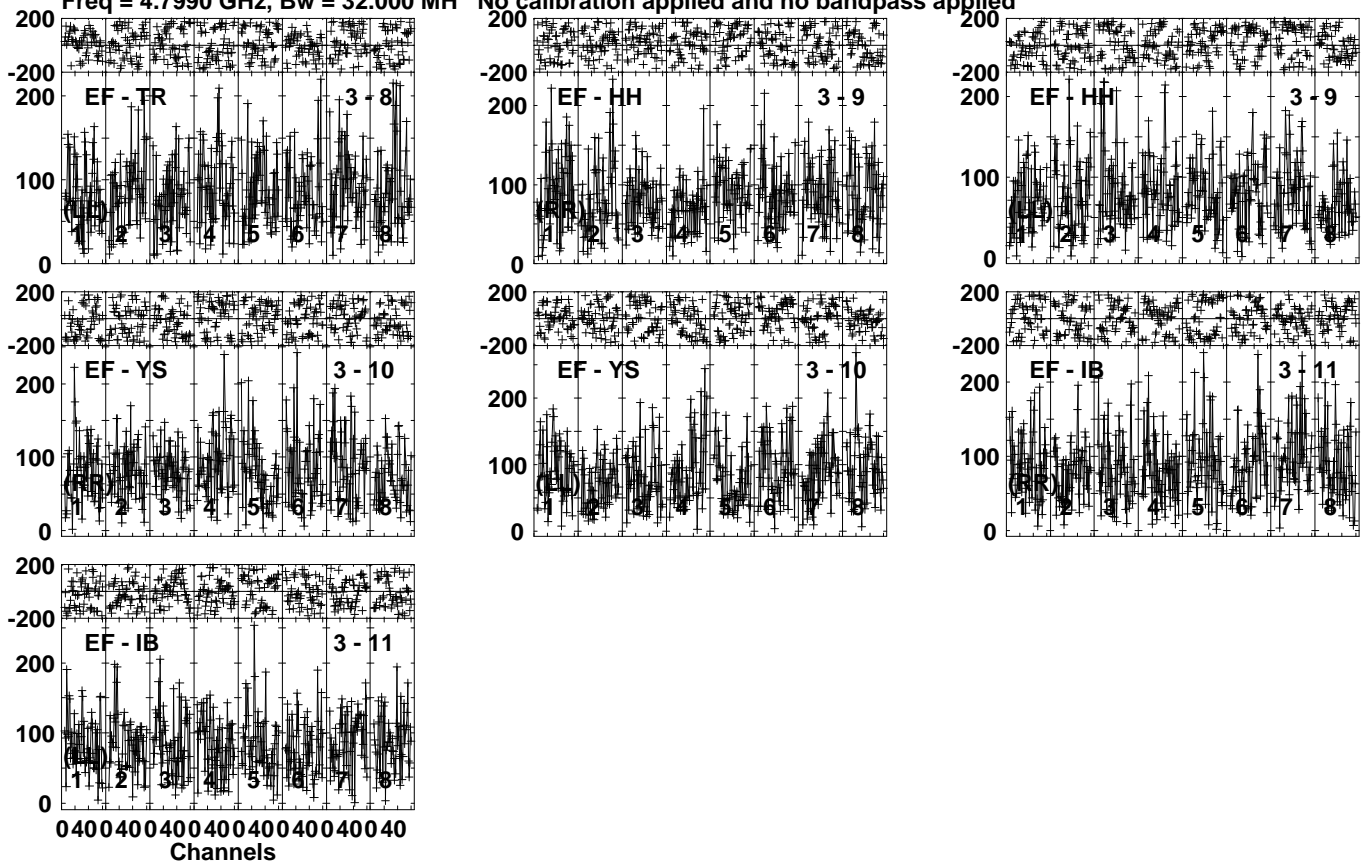 Freq = 4.7990 GHz, Bw = 32.000 MH No calibration applied and no bandpass applied
200
-200
200
100
0
EF - TR 3 - 8
(LL)
1 2 3 4 5 6 7 8
200
-200
200
100
0
EF - HH 3 - 9
(RR)
1 2 3 4 5 6 7 8
200
-200
200
100
0
EF - HH 3 - 9
(LL)
1 2 3 4 5 6 7 8
200
-200
200
100
0
EF - YS 3 - 10
(RR)
1 2 3 4 5 6 7 8
200
-200
200
100
0
EF - YS 3 - 10
(LL)
1 2 3 4 5 6 7 8
200
-200
200
100
0
EF - IB 3 - 11
(RR)
1 2 3 4 5 6 7 8
200
-200
200
100
0
EF - IB 3 - 11
(LL)
1 2 3 4 5 6 7 8
0 40 0 40 0 40 0 40 0 40 0 40 0 40 0 40
Channels